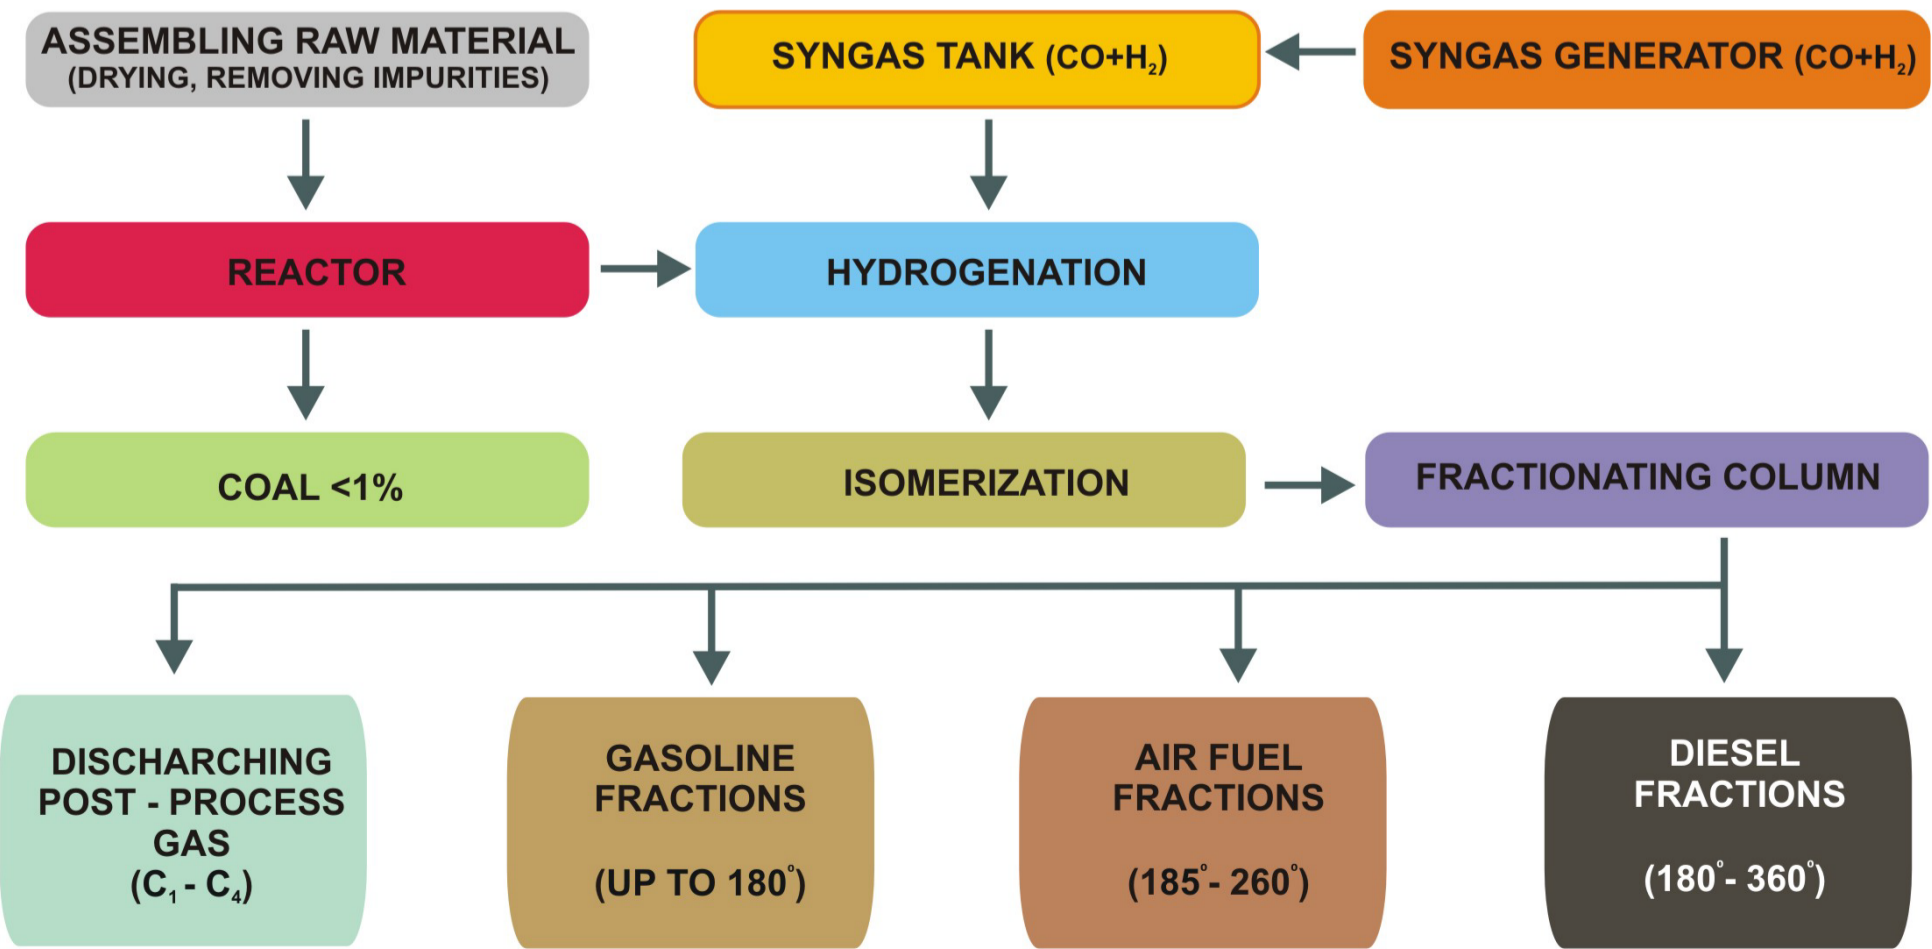 ASSEMBLING RAW MATERIAL
(DRYING, REMOVING IMPURITIES)
SYNGAS TANK (CO+H₂)
SYNGAS GENERATOR (CO+H₂)
REACTOR
HYDROGENATION
COAL <1%
ISOMERIZATION
FRACTIONATING COLUMN
DISCHARCHING
POST - PROCESS
GAS
(C₁ - C₄)
GASOLINE
FRACTIONS
(UP TO 180°)
AIR FUEL
FRACTIONS
(185°- 260°)
DIESEL
FRACTIONS
(180°- 360°)